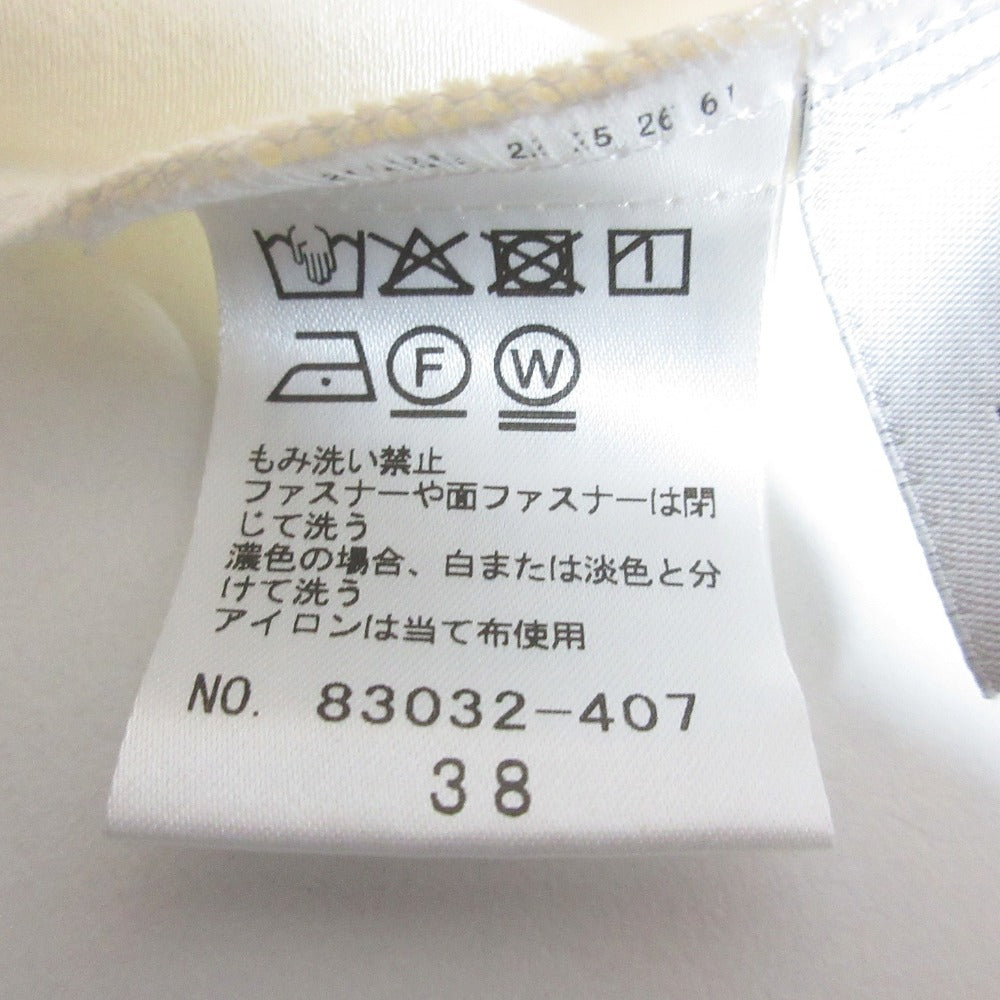 26 6
F W
もみ洗い禁止
ファスナーや面ファスナーは閉
じて洗う
濃色の場合、白または淡色と分
けて洗う
アイロンは当て布使用
NO. 83032-407
38